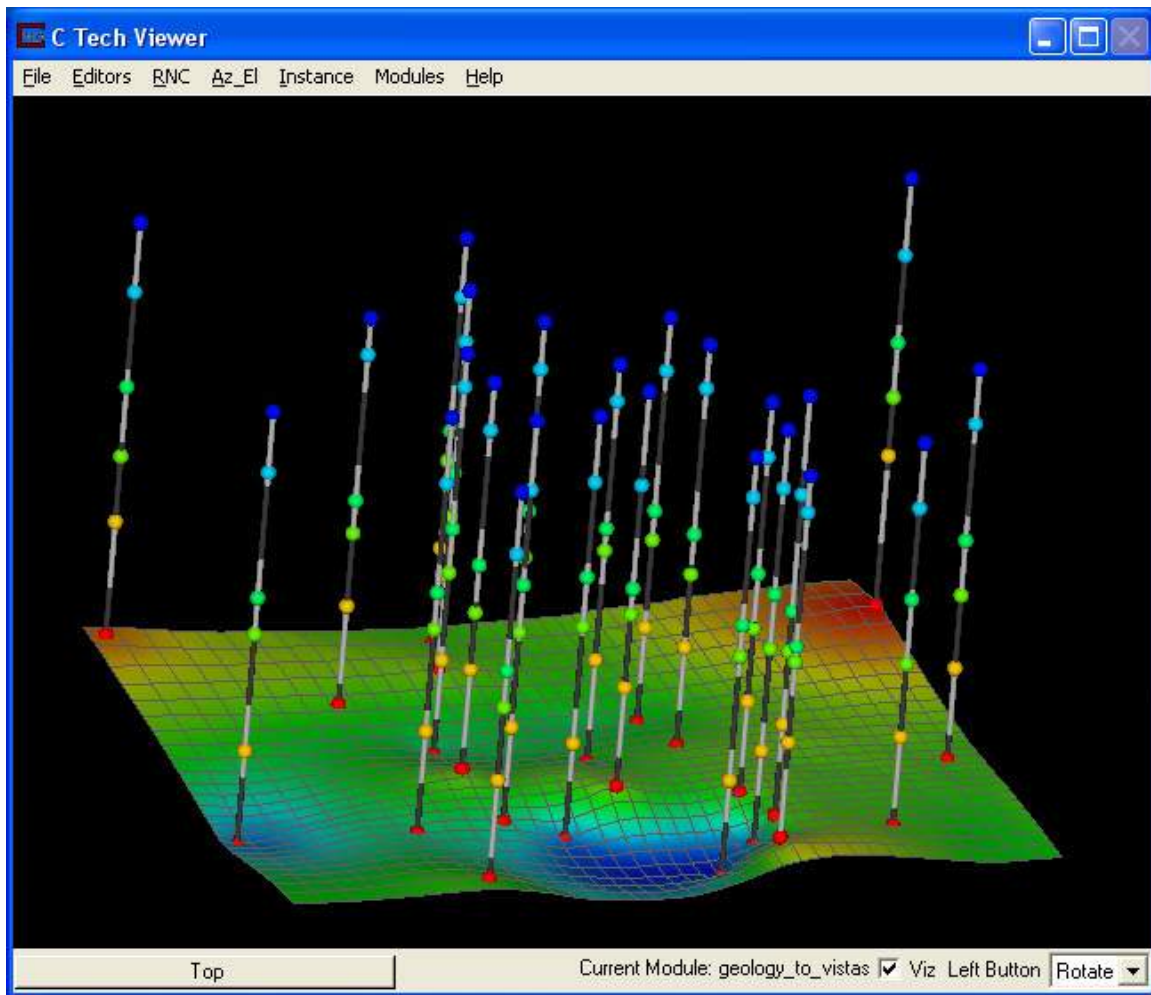 C Tech Viewer
File Editors RNC Az_El Instance Modules Help
Top
Current Module: geology_to_vistas Viz Left Button Rotate